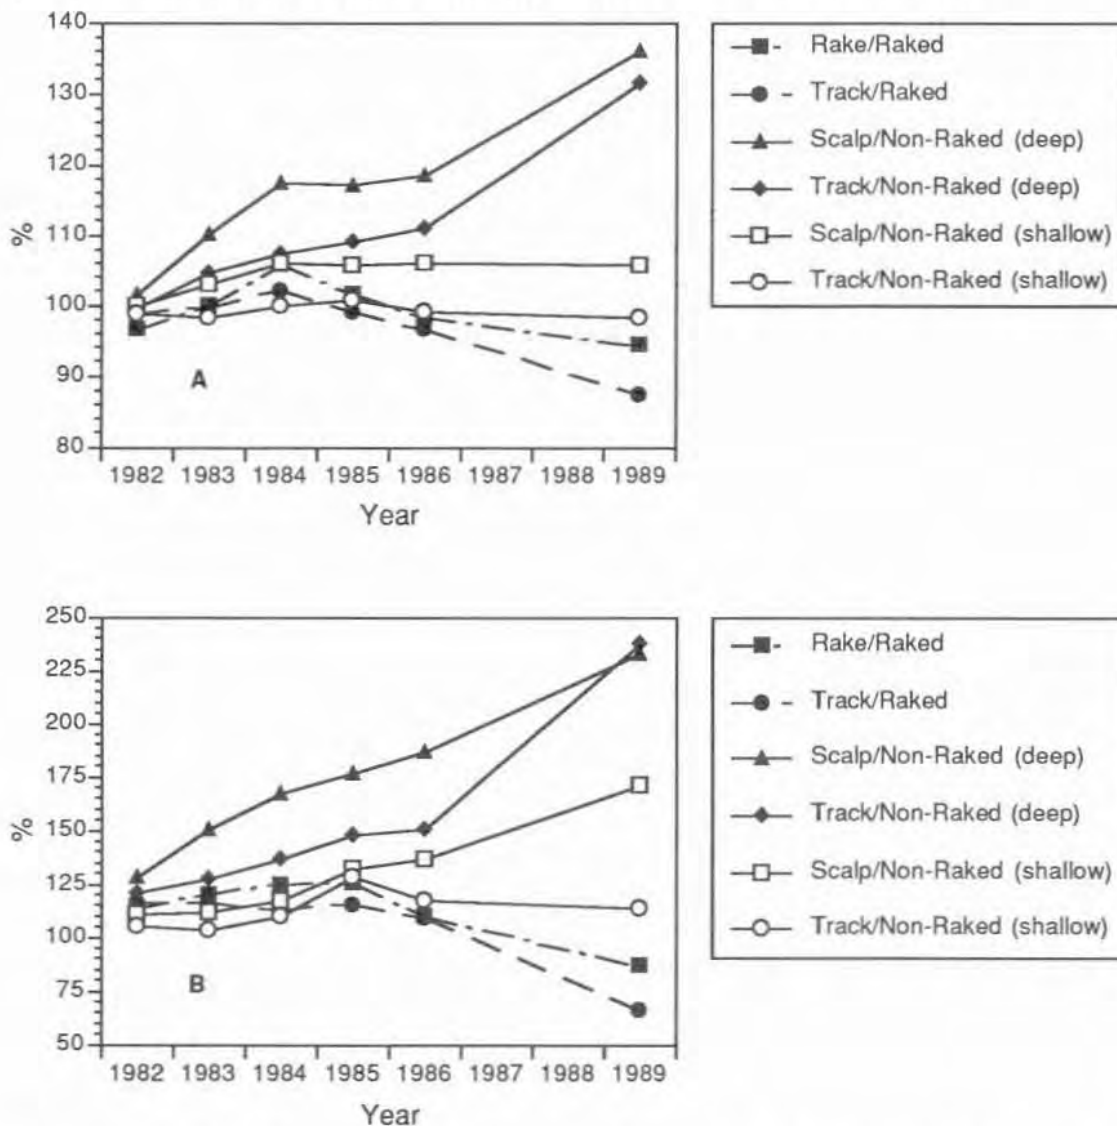 140
130
120
110
100
90
80
%
A
1982 1983 1984 1985 1986 1987 1988 1989
Year
Rake/Raked
Track/Raked
Scalp/Non-Raked (deep)
Track/Non-Raked (deep)
Scalp/Non-Raked (shallow)
Track/Non-Raked (shallow)
250
225
200
175
150
125
100
75
50
%
B
1982 1983 1984 1985 1986 1987 1988 1989
Year
Rake/Raked
Track/Raked
Scalp/Non-Raked (deep)
Track/Non-Raked (deep)
Scalp/Non-Raked (shallow)
Track/Non-Raked (shallow)